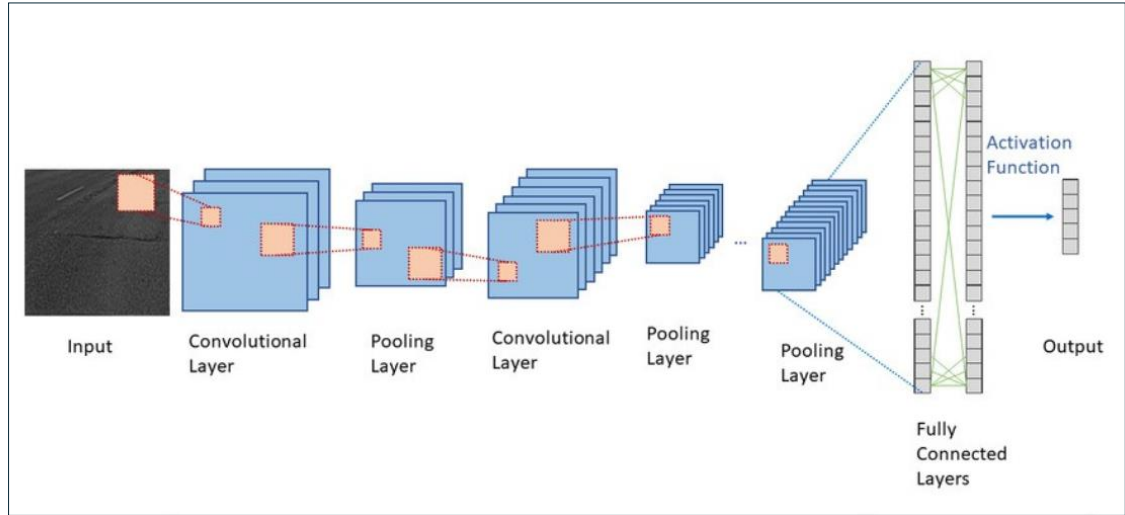 Input
Convolutional
Layer
Pooling
Layer
Convolutional
Layer
Pooling
Layer
...
Pooling
Layer
Fully
Connected
Layers
Activation
Function
Output